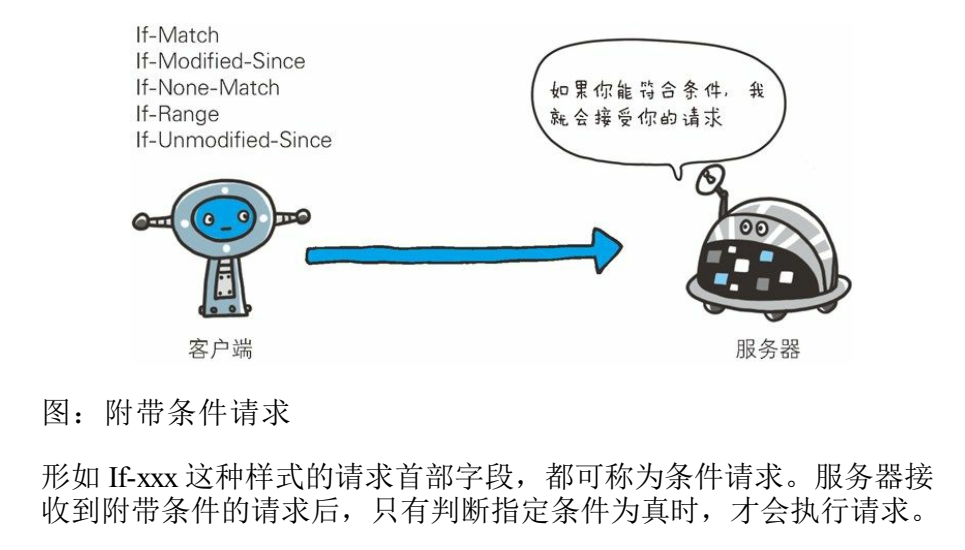 If-Match
If-Modified-Since
If-None-Match
If-Range
If-Unmodified-Since
如果你能符合条件，我
就会接受你的请求
客户端
服务器
图：附带条件请求
形如 If-xxx 这种样式的请求首部字段，都可称为条件请求。服务器接
收到附带条件的请求后，只有判断指定条件为真时，才会执行请求。